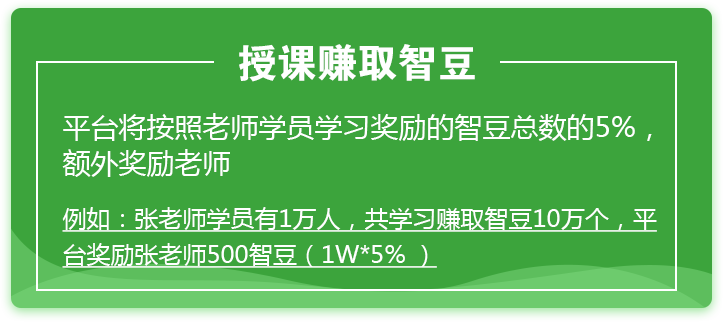 授课赚取智豆
平台将按照老师学员学习奖励的智豆总数的5%，
额外奖励老师
例如：张老师学员有1万人，共学习赚取智豆10万个，平
台奖励张老师500智豆（1W*5% ）